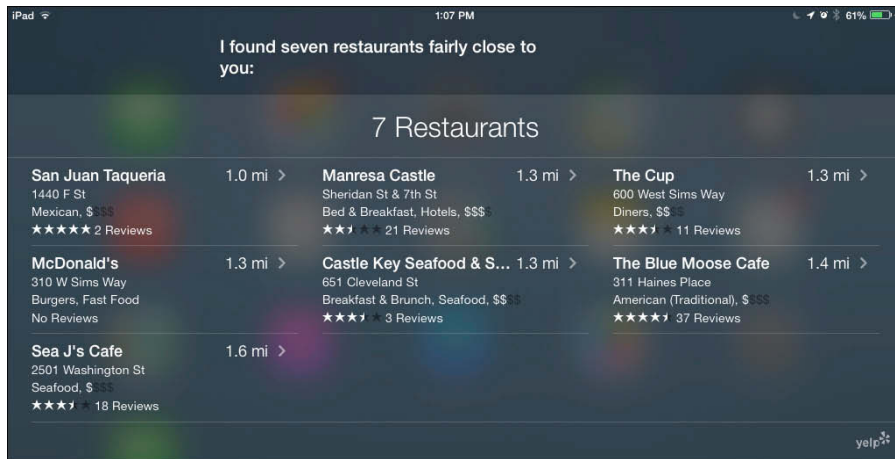 iPad 1:07 PM 61%
I found seven restaurants fairly close to
you:
7 Restaurants
San Juan Taqueria 1.0 mi >
1440 F St
Mexican, $$$$
2 Reviews
Manresa Castle 1.3 mi >
Sheridan St & 7th St
Bed & Breakfast, Hotels, $$$$
21 Reviews
The Cup 1.3 mi >
600 West Sims Way
Diners, $$$$
11 Reviews
McDonald's 1.3 mi >
310 W Sims Way
Burgers, Fast Food
No Reviews
Castle Key Seafood & S... 1.3 mi >
651 Cleveland St
Breakfast & Brunch, Seafood, $$$$
3 Reviews
The Blue Moose Cafe 1.4 mi >
311 Haines Place
American (Traditional), $$$$
37 Reviews
Sea J's Cafe 1.6 mi >
2501 Washington St
Seafood, $$$$
18 Reviews
yelp